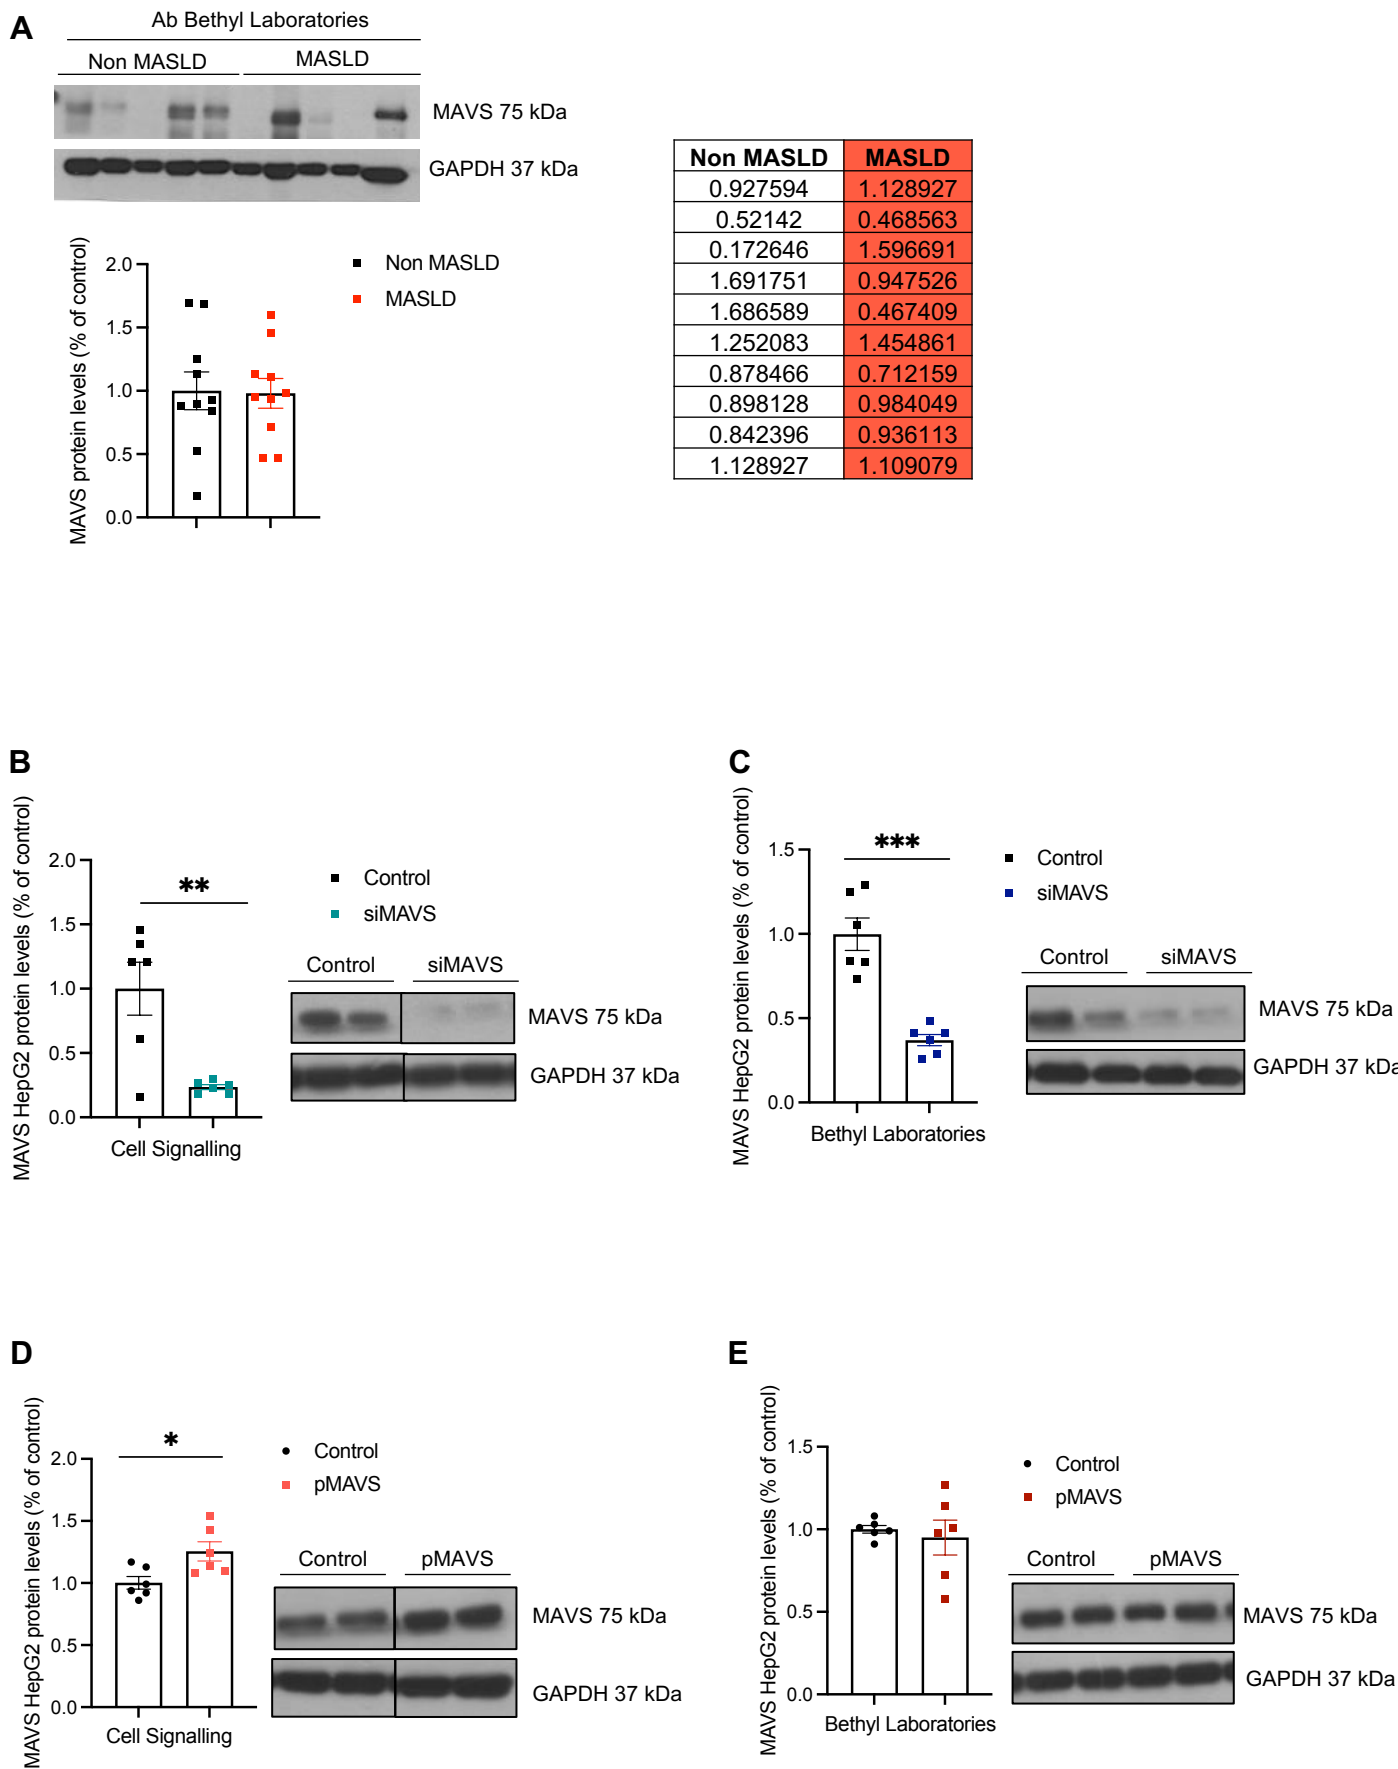 A
Ab Bethyl Laboratories
Non MASLD MASLD
MAVS 75 kDa
GAPDH 37 kDa
MAVS protein levels (% of control)
2.0
1.5
1.0
0.5
0.0
Non MASLD
MASLD
Non MASLD MASLD
0.927594 1.128927
0.52142 0.468563
0.172646 1.596691
1.691751 0.947526
1.686589 0.467409
1.252083 1.454861
0.878466 0.712159
0.898128 0.984049
0.842396 0.936113
1.128927 1.109079
B
MAVS HepG2 protein levels (% of control)
2.0
1.5
1.0
0.5
0.0
**
Cell Signalling
Control
siMAVS
Control siMAVS
MAVS 75 kDa
GAPDH 37 kDa
C
MAVS HepG2 protein levels (% of control)
1.5
1.0
0.5
0.0
***
Bethyl Laboratories
Control
siMAVS
Control siMAVS
MAVS 75 kDa
GAPDH 37 kDa
D
MAVS HepG2 protein levels (% of control)
2.0
1.5
1.0
0.5
0.0
*
Cell Signalling
Control
pMAVS
Control pMAVS
MAVS 75 kDa
GAPDH 37 kDa
E
MAVS HepG2 protein levels (% of control)
1.5
1.0
0.5
0.0
Bethyl Laboratories
Control
pMAVS
Control pMAVS
MAVS 75 kDa
GAPDH 37 kDa